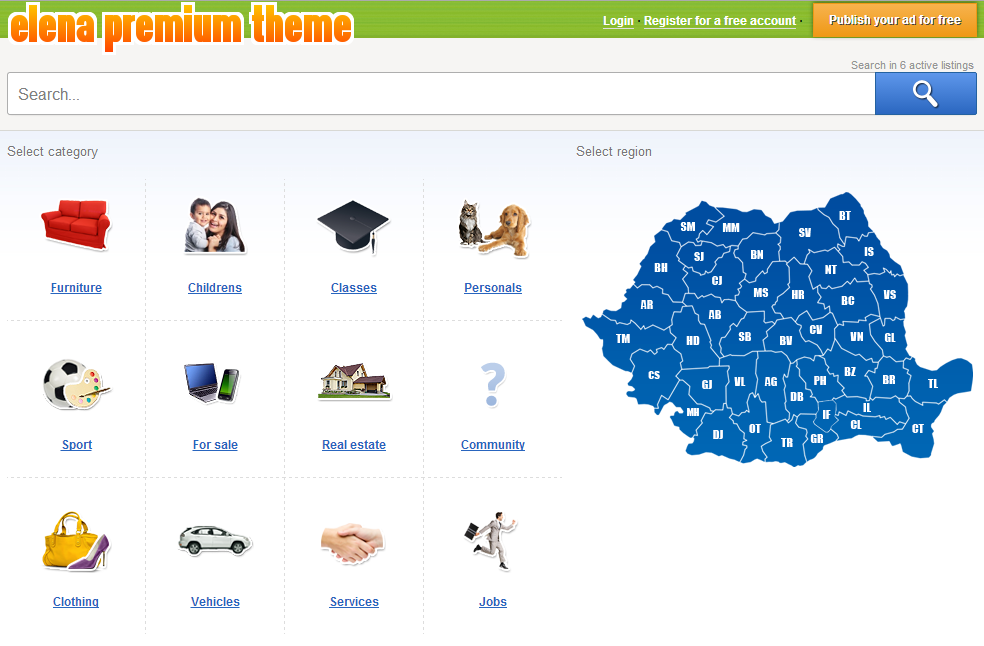 elena premium theme
Login · Register for a free account ·
Publish your ad for free
Search in 6 active listings
Search...
Select category
Select region
Furniture
Childrens
Classes
Personals
Sport
For sale
Real estate
Community
Clothing
Vehicles
Services
Jobs
BT
SM
MM
SV
SJ
BN
IS
BH
CJ
NT
MS
HR
VS
AR
BC
AB
TM
HD
SB
BV
CV
VN
GL
CS
GJ
VL
AG
PH
BZ
BR
TL
DB
MH
IF
IL
DJ
OT
TR
GR
CL
CT